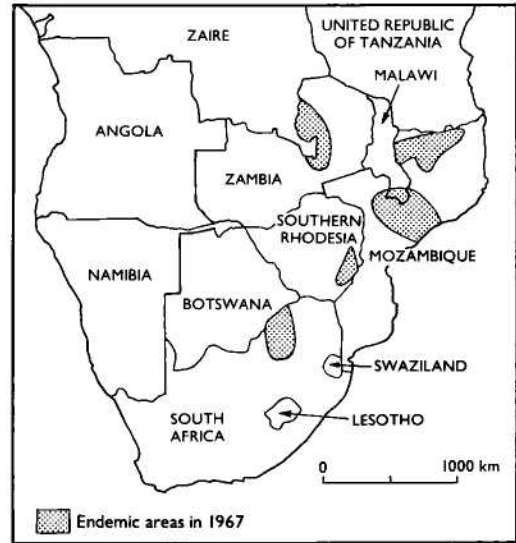 UNITED REPUBLIC
OF TANZANIA
ZAIRE
MALAWI
ANGOLA
ZAMBIA
SOUTHERN
RHODESIA
MOZAMBIQUE
NAMIBIA
BOTSWANA
SWAZILAND
SOUTH
AFRICA
LESOTHO
0 1000 km
Endemic areas in 1967